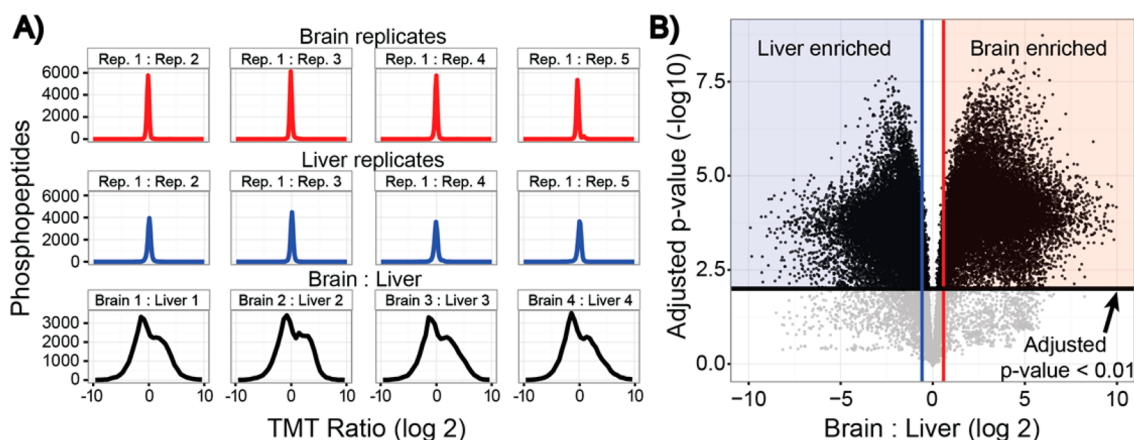 A)
Brain replicates
Rep. 1 : Rep. 2
Rep. 1 : Rep. 3
Rep. 1 : Rep. 4
Rep. 1 : Rep. 5
6000
4000
2000
0
Liver replicates
Rep. 1 : Rep. 2
Rep. 1 : Rep. 3
Rep. 1 : Rep. 4
Rep. 1 : Rep. 5
6000
4000
2000
0
Brain : Liver
Brain 1 : Liver 1
Brain 2 : Liver 2
Brain 3 : Liver 3
Brain 4 : Liver 4
3000
2000
1000
0
-10 0 10
-10 0 10
-10 0 10
-10 0 10
Phosphopeptides
TMT Ratio (log 2)
B)
Liver enriched
Brain enriched
7.5
5.0
2.5
0.0
Adjusted p-value (-log10)
Adjusted
p-value < 0.01
−10 −5 0 5 10
Brain : Liver (log 2)